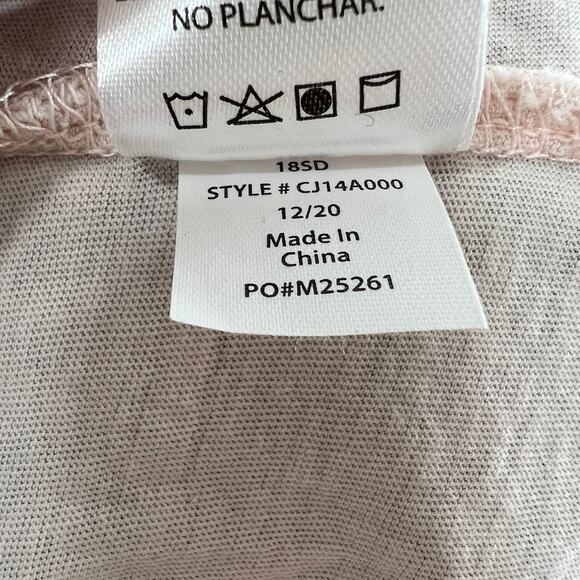 NO PLANCHAR.
18SD
STYLE # CJ14A000
12/20
Made In
China
PO#M25261